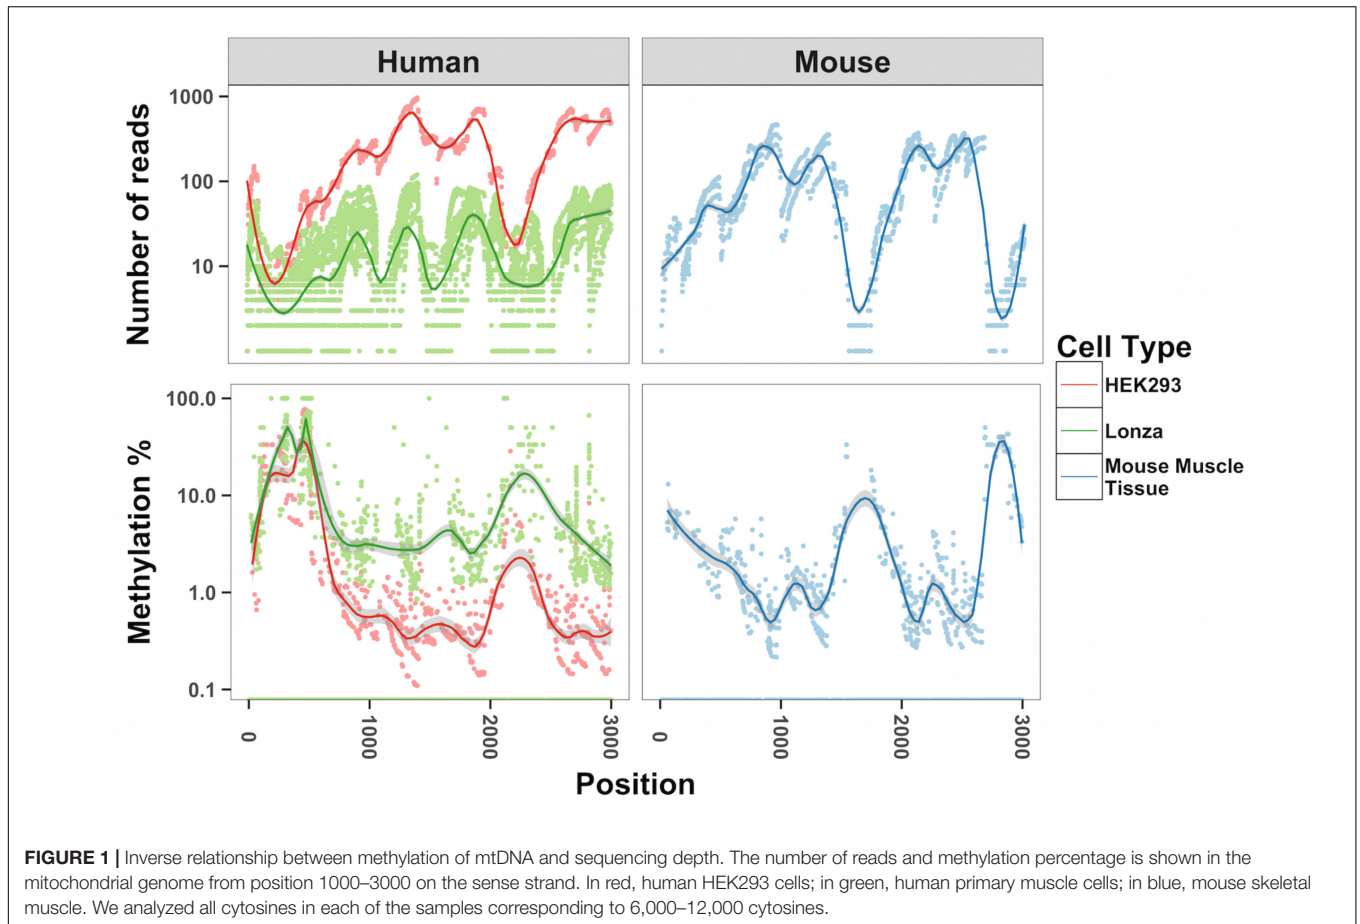 Human
Mouse
Number of reads
1000
100
10
Methylation %
100.0
10.0
1.0
0.1
0
1000
2000
3000
0
1000
2000
3000
Position
Cell Type
HEK293
Lonza
Mouse Muscle
Tissue
FIGURE 1 | Inverse relationship between methylation of mtDNA and sequencing depth. The number of reads and methylation percentage is shown in the
mitochondrial genome from position 1000–3000 on the sense strand. In red, human HEK293 cells; in green, human primary muscle cells; in blue, mouse skeletal
muscle. We analyzed all cytosines in each of the samples corresponding to 6,000–12,000 cytosines.